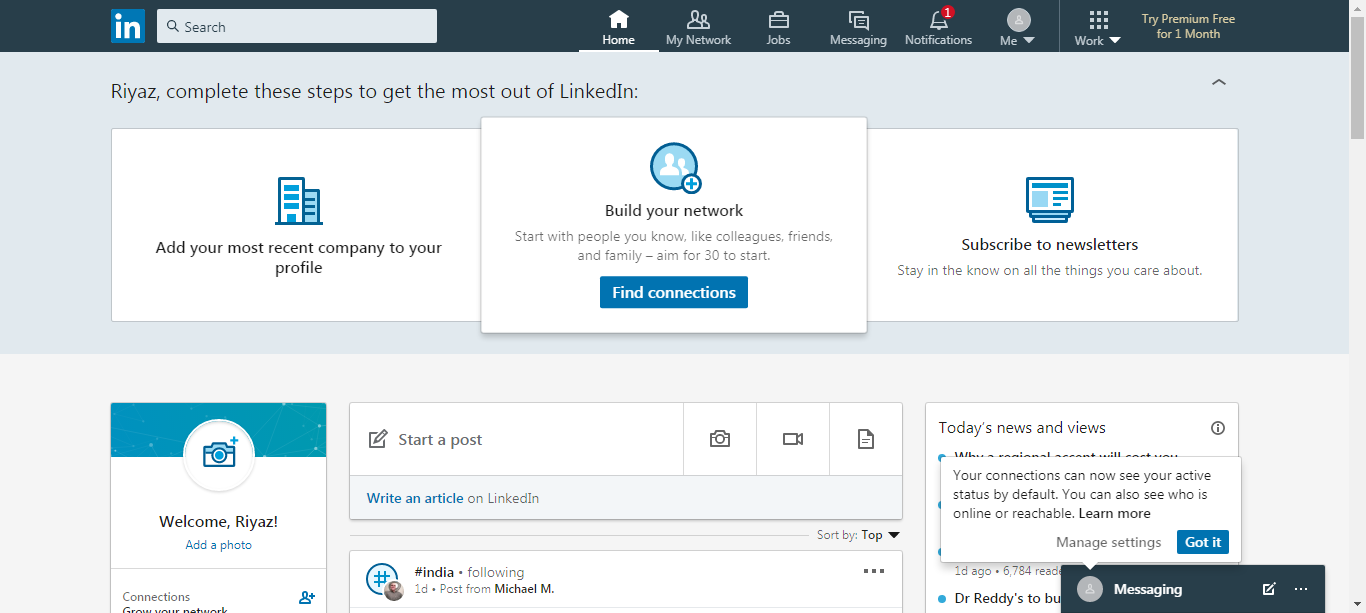 in
Search
Home
My Network
Jobs
Messaging
1
Notifications
Me
Work
Try Premium Free
for 1 Month
Riyaz, complete these steps to get the most out of LinkedIn:
Add your most recent company to your
profile
Build your network
Start with people you know, like colleagues, friends,
and family – aim for 30 to start.
Find connections
Subscribe to newsletters
Stay in the know on all the things you care about.
Welcome, Riyaz!
Add a photo
Connections
Grow your network
Start a post
Write an article on LinkedIn
Sort by: Top
#india • following
1d • Post from Michael M.
Today's news and views
Why a regional accent will cost you
Your connections can now see your active
status by default. You can also see who is
online or reachable. Learn more
Manage settings
Got it
1d ago • 6,784 reade
Dr Reddy's to bu
Messaging